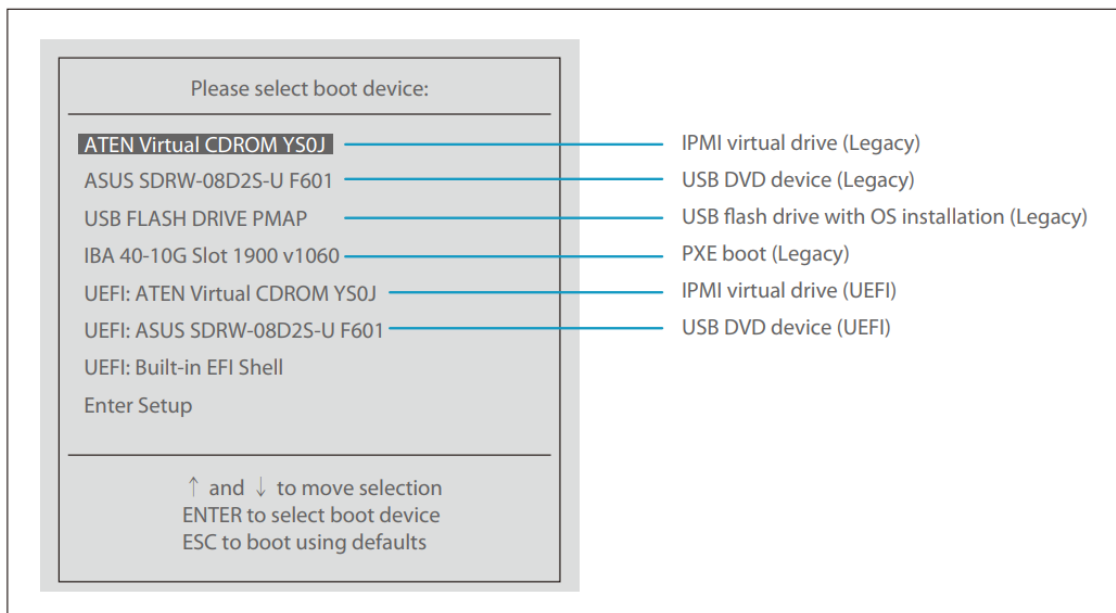 Please select boot device:
ATEN Virtual CDROM YS0J
IPMI virtual drive (Legacy)
ASUS SDRW-08D2S-U F601
USB DVD device (Legacy)
USB FLASH DRIVE PMAP
USB flash drive with OS installation (Legacy)
IBA 40-10G Slot 1900 v1060
PXE boot (Legacy)
UEFI: ATEN Virtual CDROM YS0J
IPMI virtual drive (UEFI)
UEFI: ASUS SDRW-08D2S-U F601
USB DVD device (UEFI)
UEFI: Built-in EFI Shell
Enter Setup
↑ and ↓ to move selection
ENTER to select boot device
ESC to boot using defaults